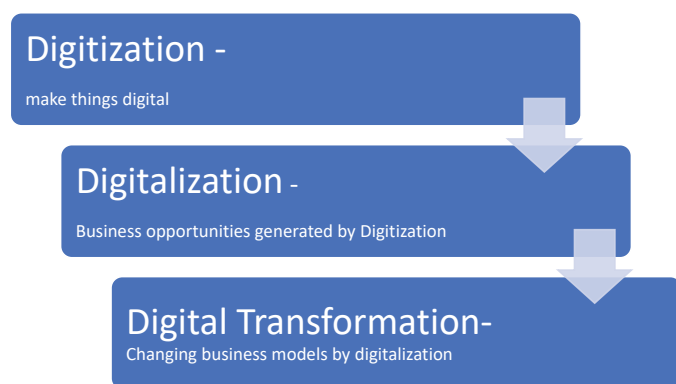 Digitization -
make things digital
Digitalization -
Business opportunities generated by Digitization
Digital Transformation-
Changing business models by digitalization